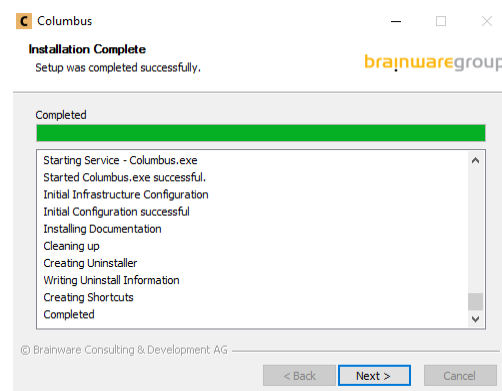 C Columbus
Installation Complete
Setup was completed successfully.
brainwaregroup
Completed
Starting Service - Columbus.exe
Started Columbus.exe successful.
Initial Infrastructure Configuration
Initial Configuration successful
Installing Documentation
Cleaning up
Creating Uninstaller
Writing Uninstall Information
Creating Shortcuts
Completed
© Brainware Consulting & Development AG
< Back Next > Cancel